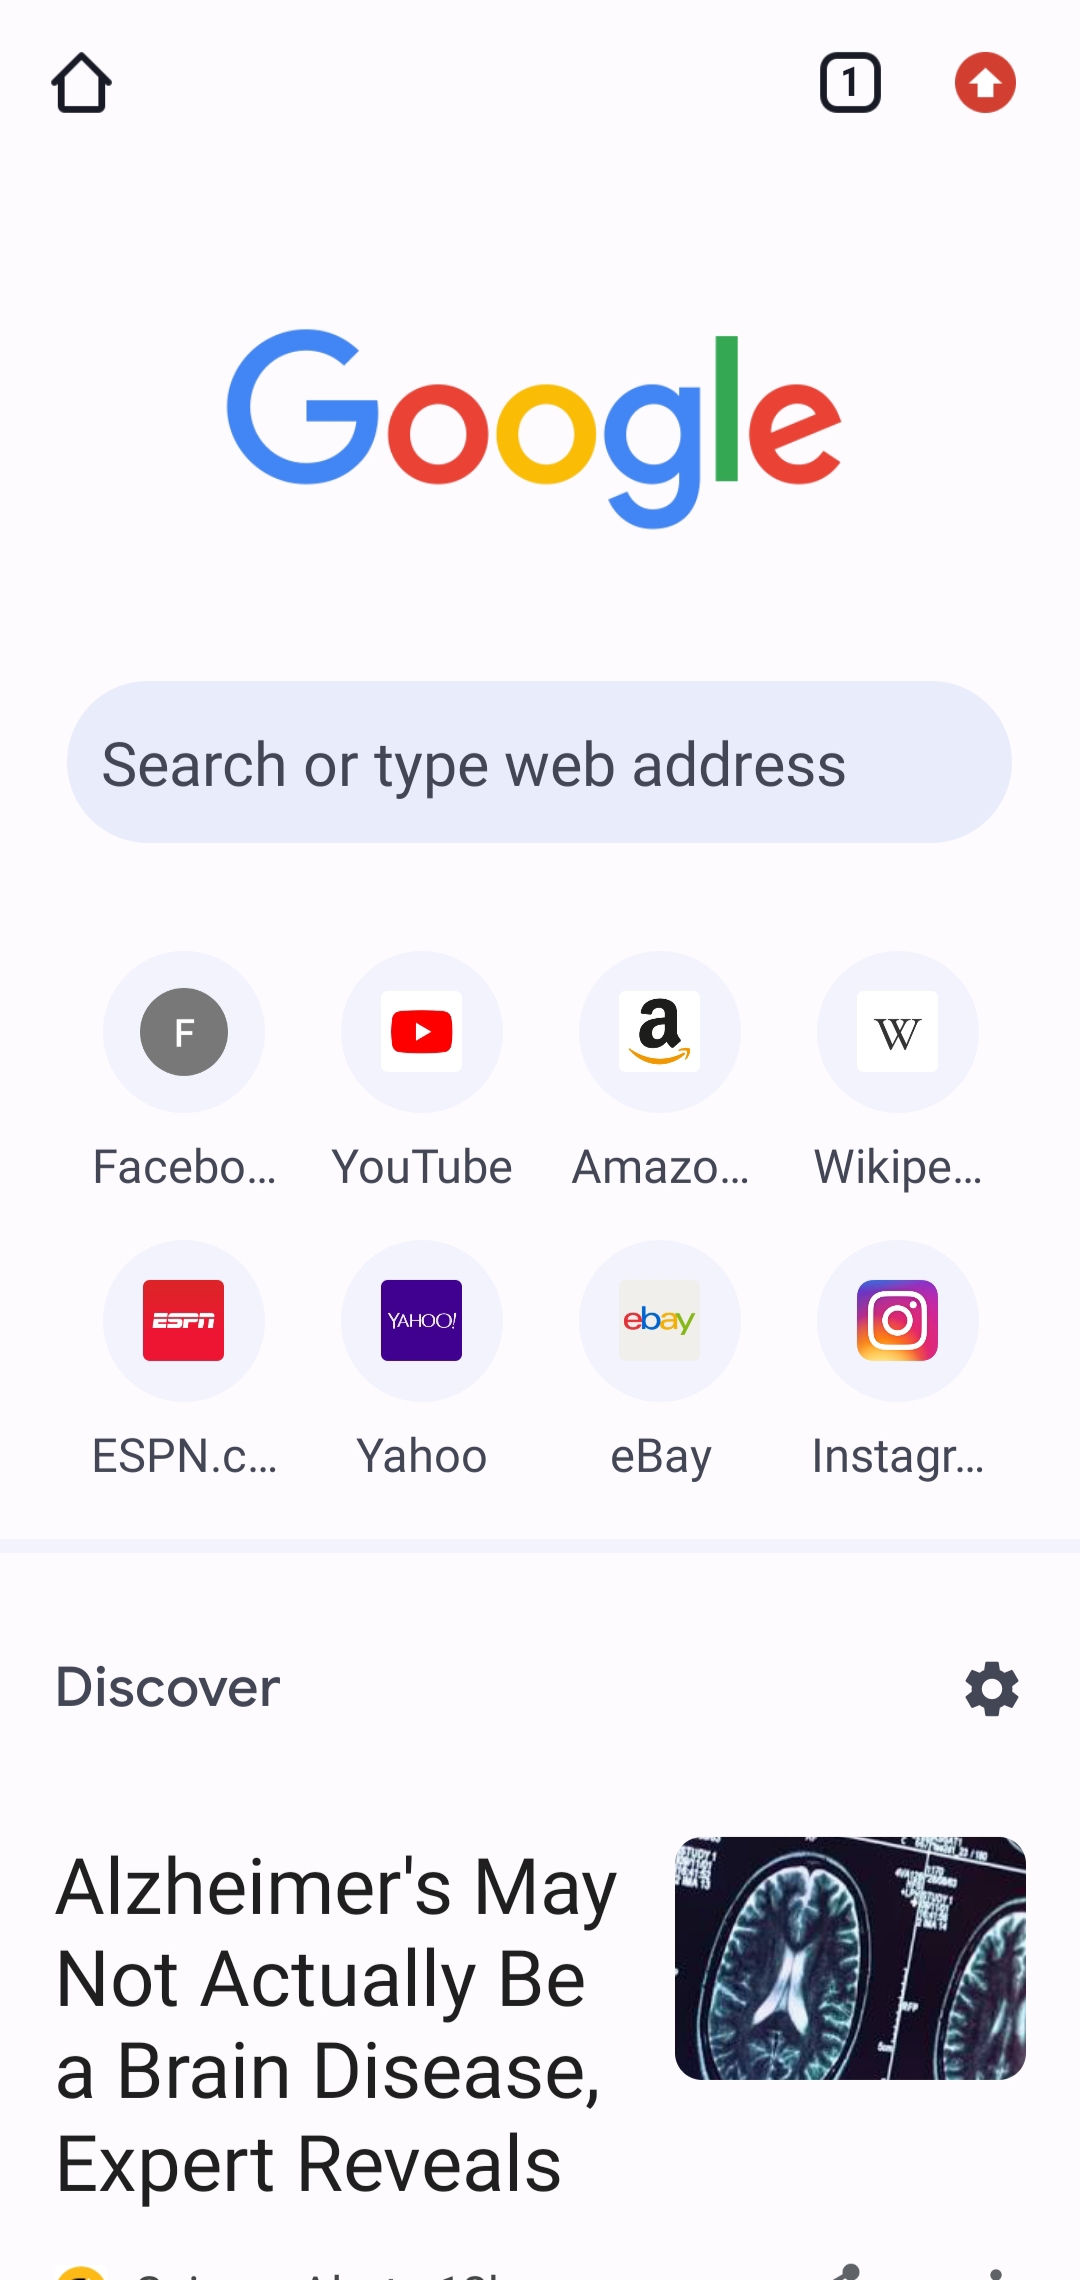 1
Google
Search or type web address
F
W
Facebo...
YouTube
Amazo...
Wikipe...
ESPN
YAHOO!
ebay
ESPN.c...
Yahoo
eBay
Instagr...
Discover
Alzheimer's May
Not Actually Be
a Brain Disease,
Expert Reveals